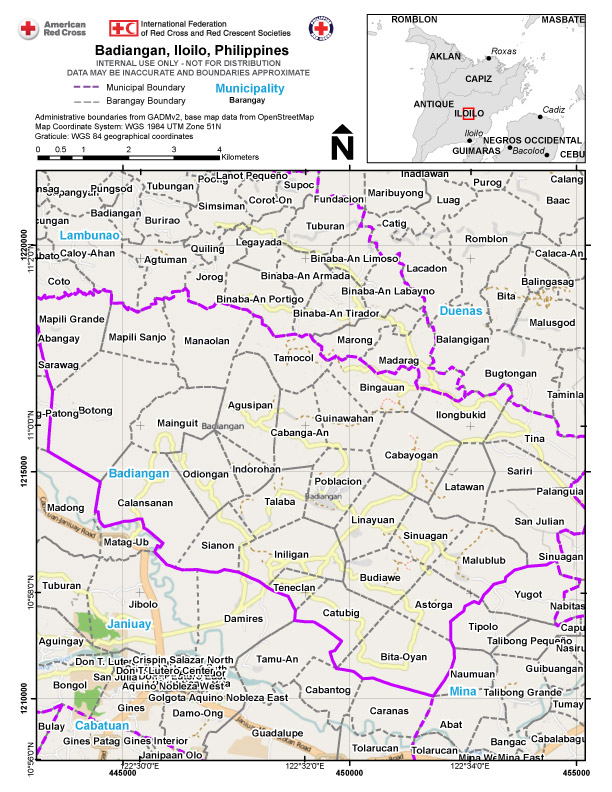 American Red Cross
International Federation of Red Cross and Red Crescent Societies
Badiangan, Iloilo, Philippines
INTERNAL USE ONLY - NOT FOR DISTRIBUTION
DATA MAY BE INACCURATE AND BOUNDARIES APPROXIMATE
Municipal Boundary
Municipality
Barangay Boundary
Barangay
Administrative boundaries from GADMv2, base map data from OpenStreetMap
Map Coordinate System: WGS 1984 UTM Zone 51N
Graticule: WGS 84 geographical coordinates
0 0.5 1 2 3 4
Kilometers
N
ROMBLON
MASBATE
Roxas
AKLAN
CAPIZ
ANTIQUE
ILOILO
Cadiz
Iloilo
NEGROS OCCIDENTAL
GUIMARAS
Bacolod
CEBU
Lanot Pequeño
Inadlawan
Pungsod
Tubungan
Supoc
Purog
Calang
Maribuyong
Corot-On
Fundacion
Luag
Baac
Simsiman
Badiangan
Burirao
Tuburan
Catig
Lambunao
Legayada
Romblon
Quiling
Caloy-Ahan
Agtuman
Binaba-An Limoso
Calaca-An
Lacadon
Coto
Jorog
Binaba-An Armada
Balingasag
Binaba-An Labayno
Bita
Binaba-An Portigo
Binaba-An Tirador
Duenas
Mapili Grande
Malusgod
Abangay
Mapili Sanjo
Manaolan
Marong
Balangigan
Tamocol
Madarag
Sarawag
Bugtongan
Bingauan
Taminla
g-Patong
Botong
Agusipan
Guinawahan
Ilongbukid
Mainguit
Badiangan
Cabanga-An
Tina
Cabayogan
Badiangan
Odiongan
Indorohan
Sariri
Poblacion
Latawan
Palanguia
Badiangan
Calansanan
Talaba
Madong
Linayuan
San Julian
Matag-Ub
Sianon
Sinuagan
Iniligan
Malublub
Sinuagan
Budiawe
Tuburan
Teneclan
Yugot
Jibolo
Astorga
Nabitas
Catubig
Damires
Janiuay
Tipolo
Capu
Aguingay
Talibong Pequeño
Nasiru
Bita-Oyan
Crispin Salazar North
Tamu-An
Guibuangan
Naumuan
Bongol
Aquino Nobleza West
Cabantog
Mina
Talibong Grande
Gogota Aquino Nobleza East
Tumay
Gines
Damo-Ong
Caranas
Cabatuan
Abat
Bulay
Guadalupe
Cabalabagu
Gines Patag
Gines Interior
Bangac
Janipaan Olo
Tolarucan
Tolarucan
Mina East
1220000
1215000
1210000
11°2'0"N
11°0'0"N
10°58'0"N
10°56'0"N
445000
450000
455000
122°30'0"E
122°32'0"E
122°34'0"E